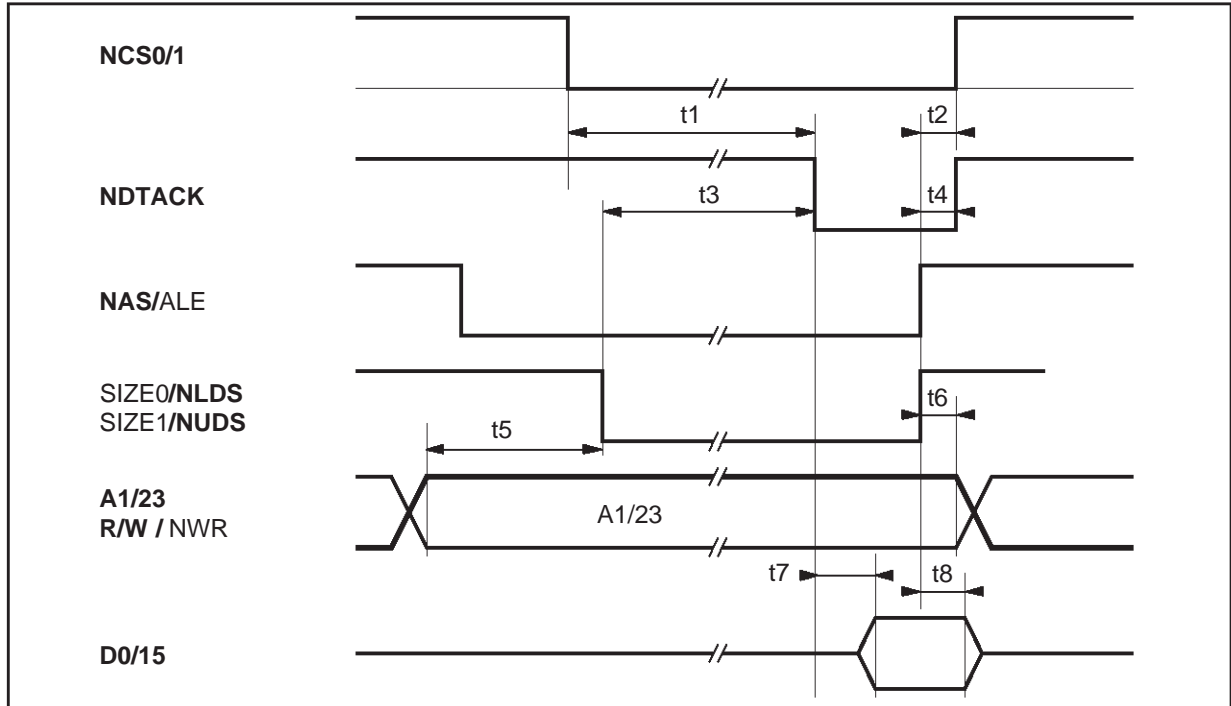 NCS0/1
t1
t2
NDTACK
t3
t4
NAS/ALE
SIZE0/NLDS
SIZE1/NUDS
t5
t6
A1/23
R/W / NWR
A1/23
t7
t8
D0/15